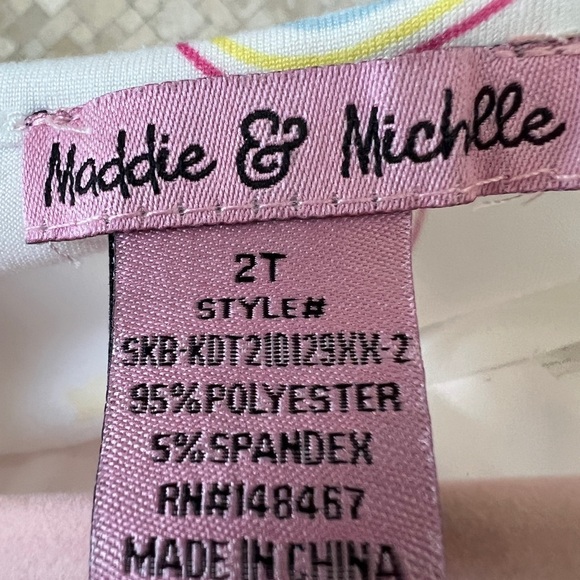 Maddie & Michlle
2T
STYLE#
SKB-KDT210129XX-2
95%POLYESTER
5%SPANDEX
RN#148467
MADE IN CHINA